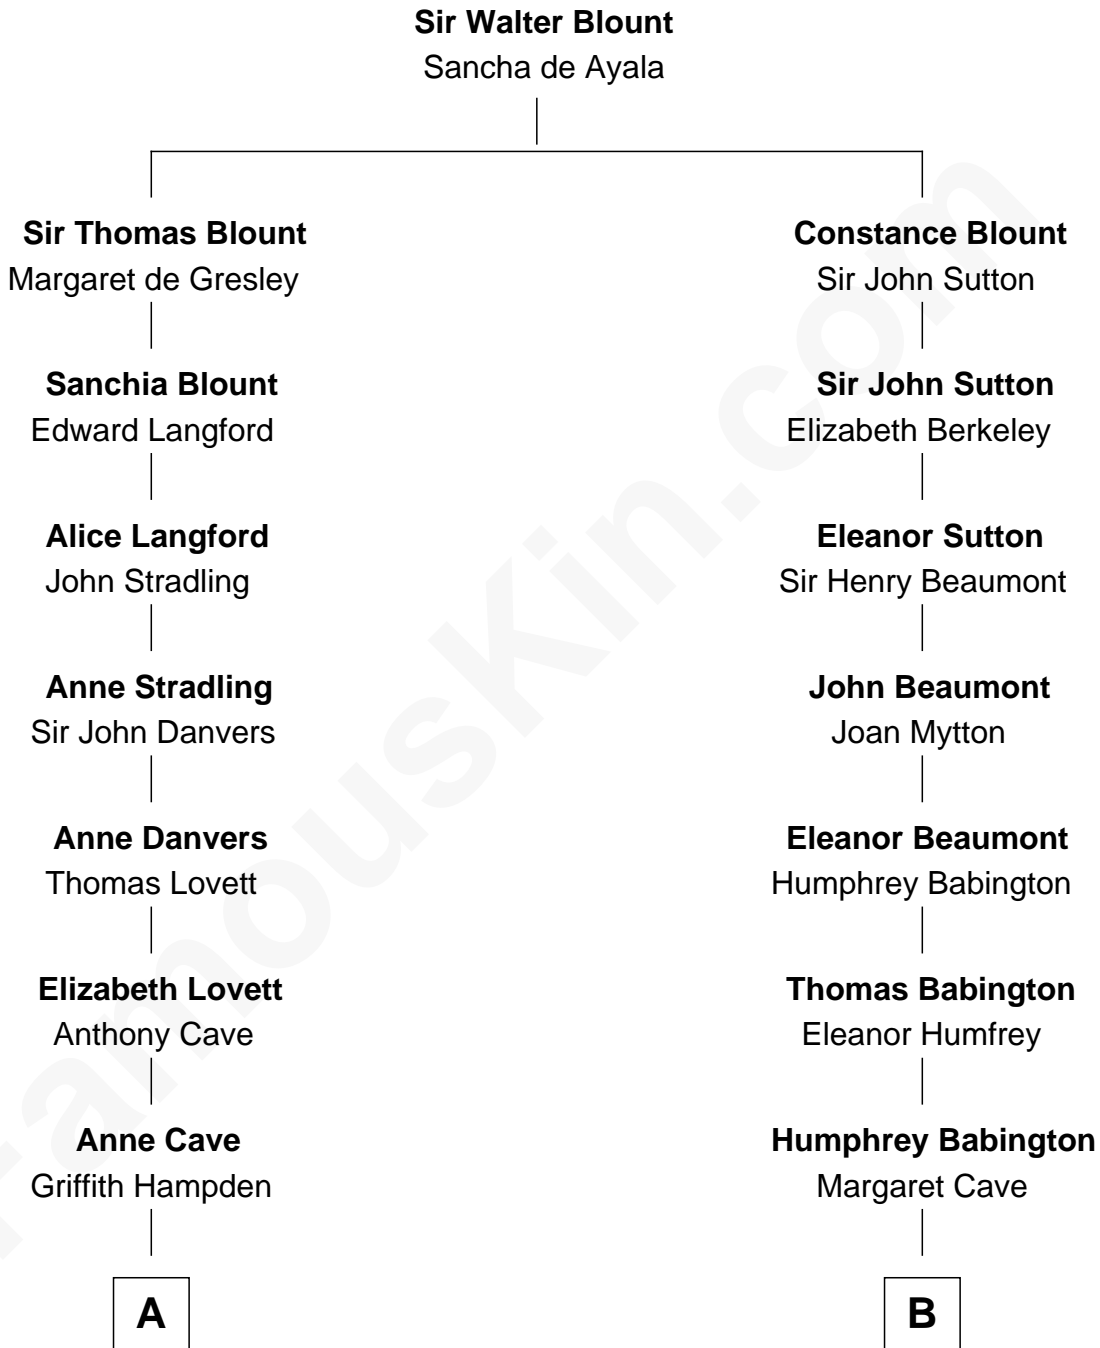 Sir Walter Blount
Sancha de Ayala
Sir Thomas Blount
Margaret de Gresley
Constance Blount
Sir John Sutton
Sanchia Blount
Edward Langford
Sir John Sutton
Elizabeth Berkeley
Alice Langford
John Stradling
Eleanor Sutton
Sir Henry Beaumont
Anne Stradling
Sir John Danvers
John Beaumont
Joan Mytton
Anne Danvers
Thomas Lovett
Eleanor Beaumont
Humphrey Babington
Elizabeth Lovett
Anthony Cave
Thomas Babington
Eleanor Humfrey
Anne Cave
Griffith Hampden
Humphrey Babington
Margaret Cave
A
B
FamousKin.com